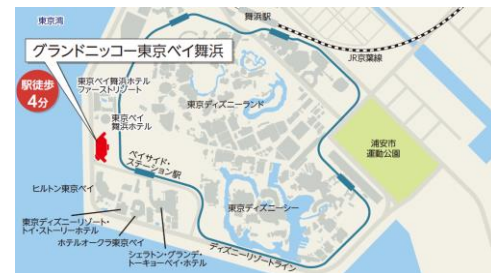 東京湾
舞浜駅
グランドニッコー東京ベイ舞浜
JR京葉線
駅徒歩
4分
東京ベイ舞浜ホテル
ファーストリゾート
東京ディズニーランド
東京ベイ
舞浜ホテル
浦安市
運動公園
ベイサイド・
ステーション駅
ヒルトン東京ベイ
東京ディズニーシー
東京ディズニーリゾート・
トイ・ストーリーホテル
ホテルオークラ東京ベイ
シェラトン・グランデ・
トーキョーベイ・ホテル
ディズニーリゾートライン